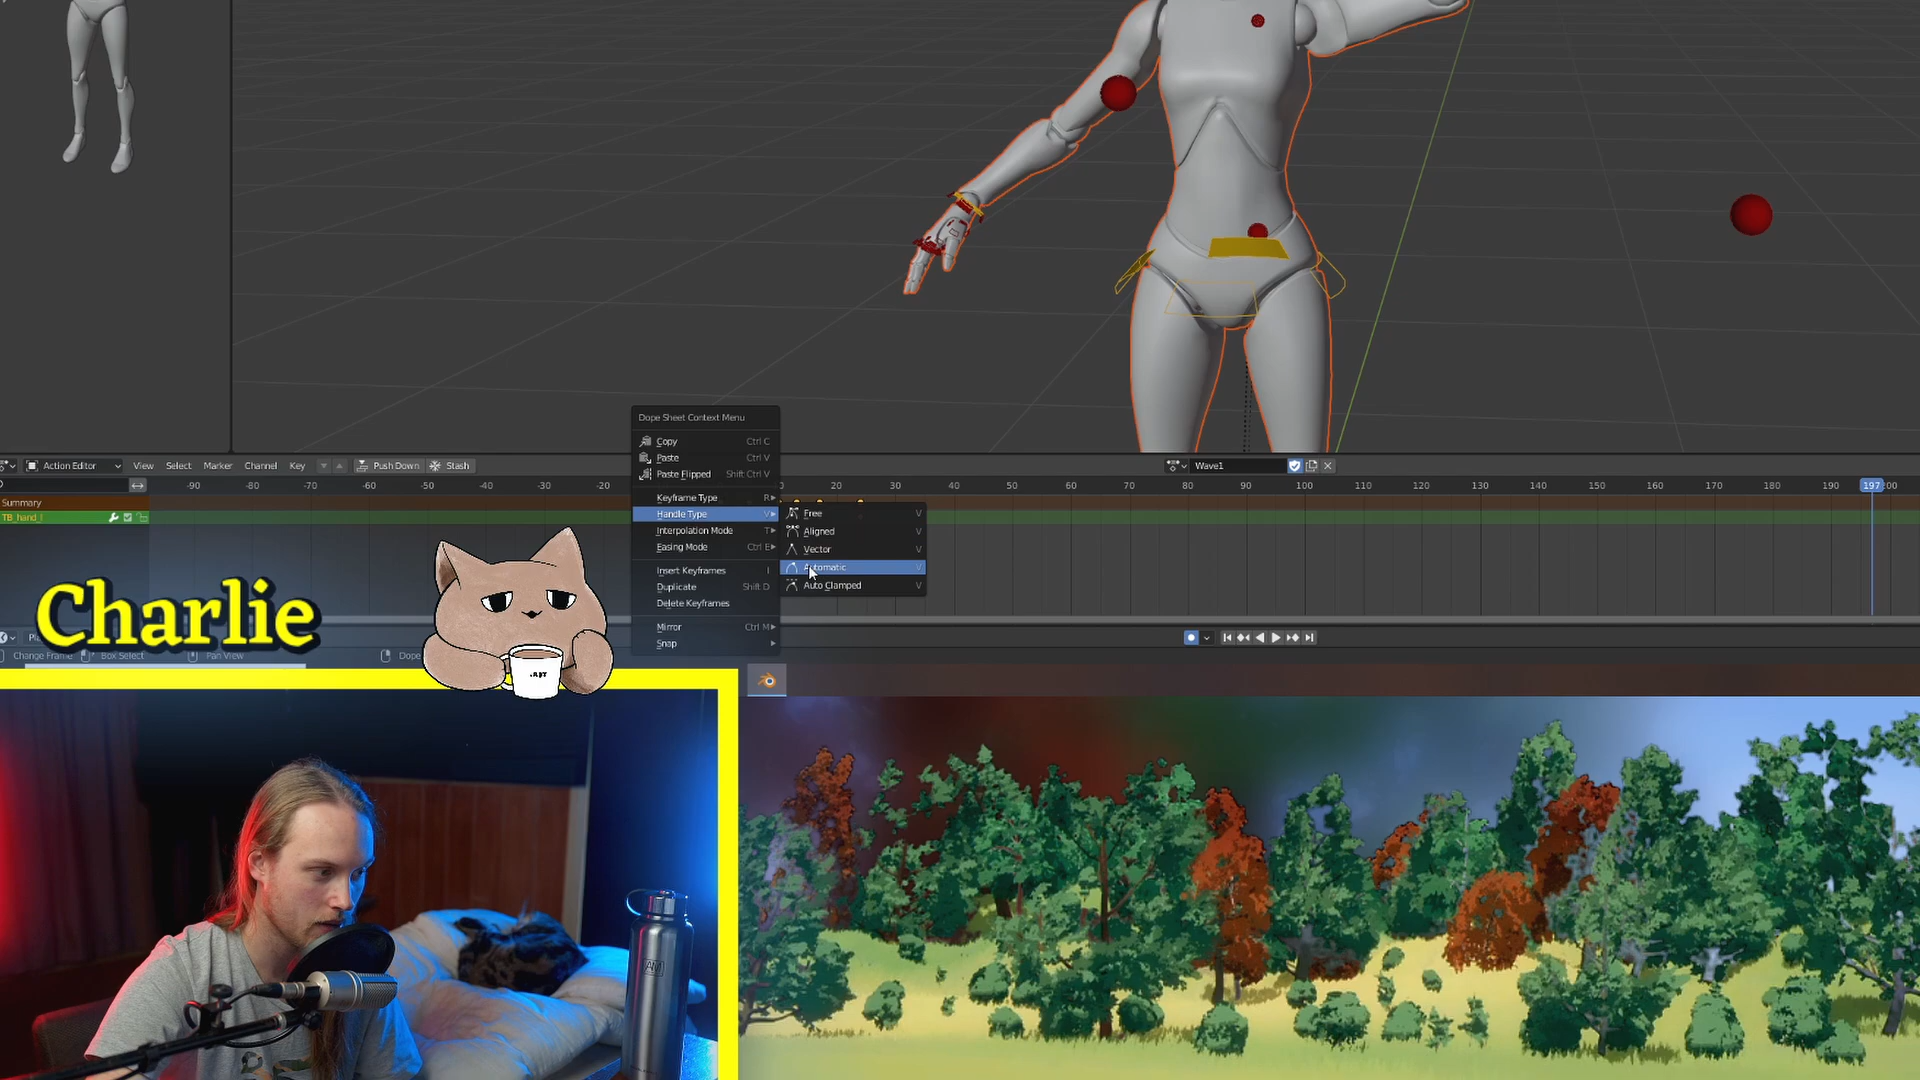 Dope Sheet Context Menu
Copy Ctrl C
Paste Ctrl V
Paste Flipped Shift Ctrl V
Action Editor View Select Marker Channel Key Push Down Stash
Wave1
-90 -80 -70 -60 -50 -40 -30 -20 20 30 40 50 60 70 80 90 100 110 120 130 140 150 160 170 180 190 197 200
Keyframe Type R
Summary
Handle Type V
TB_hand_l
Interpolation Mode T
Easing Mode Ctrl E
Insert Keyframes I
Duplicate Shift D
Delete Keyframes
Mirror Ctrl M
Snap
Free V
Aligned V
Vector V
Automatic V
Auto Clamped V
Charlie
Change Frame Box Select Pan View Dope